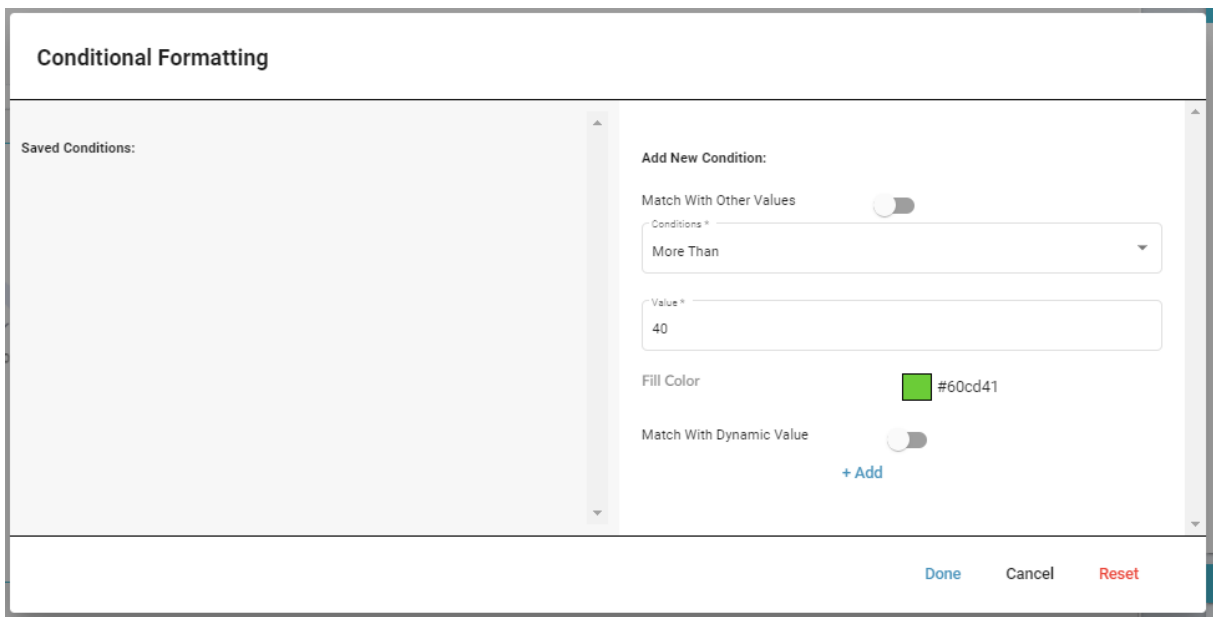 Conditional Formatting
Saved Conditions:
Add New Condition:
Match With Other Values
Conditions *
More Than
Value *
40
Fill Color
#60cd41
Match With Dynamic Value
+ Add
Done Cancel Reset